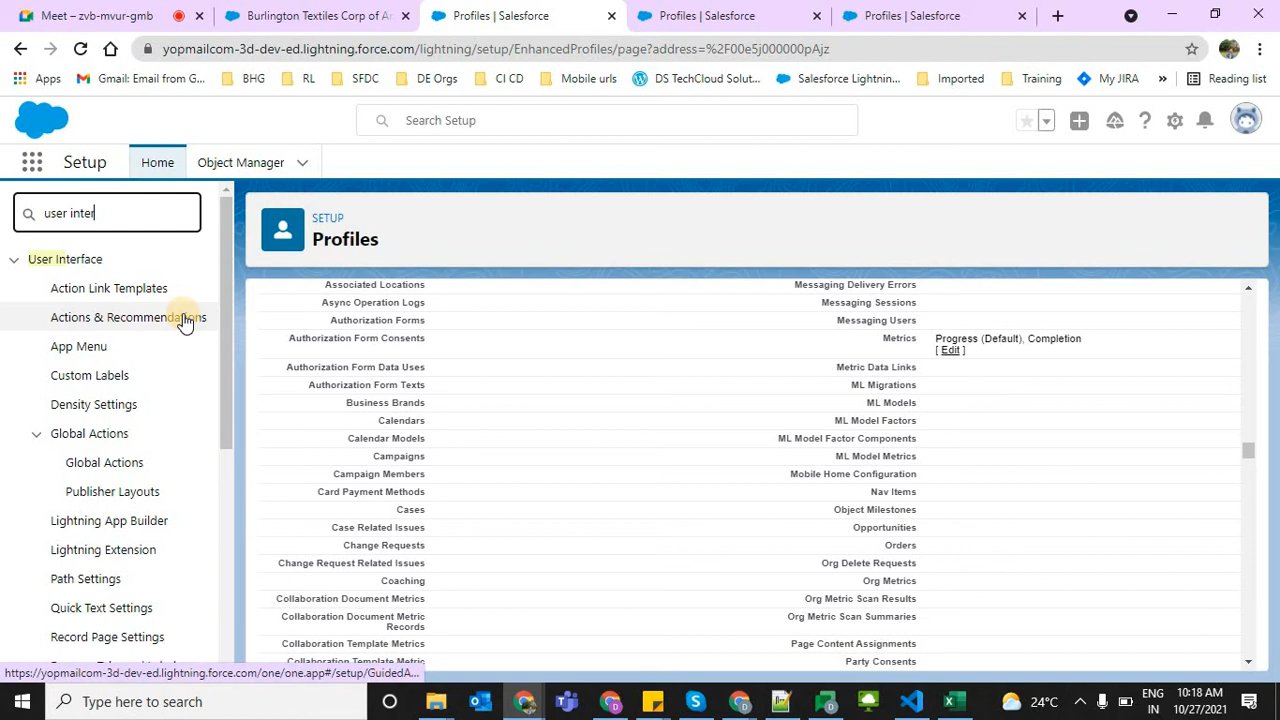 Meet – zvb-mvur-gmb
Burlington Textiles Corp of Am
Profiles | Salesforce
Profiles | Salesforce
Profiles | Salesforce
yopmailcom-3d-dev-ed.lightning.force.com/lightning/setup/EnhancedProfiles/page?address=%2F00e5j000000pAjz
Apps
Gmail: Email from G...
BHG
RL
SFDC
DE Orgs
CI CD
Mobile urls
DS TechCloud Solut...
Salesforce Lightnin...
Imported
Training
My JIRA
»
Reading list
Search Setup
Setup
Home
Object Manager
user inter
SETUP
Profiles
User Interface
Action Link Templates
Actions & Recommendations
App Menu
Custom Labels
Density Settings
Global Actions
Global Actions
Publisher Layouts
Lightning App Builder
Lightning Extension
Path Settings
Quick Text Settings
Record Page Settings
Associated Locations
Messaging Delivery Errors
Async Operation Logs
Messaging Sessions
Authorization Forms
Messaging Users
Authorization Form Consents
Metrics
Progress (Default), Completion
[ Edit ]
Authorization Form Data Uses
Metric Data Links
Authorization Form Texts
ML Migrations
Business Brands
ML Models
Calendars
ML Model Factors
Calendar Models
ML Model Factor Components
Campaigns
ML Model Metrics
Campaign Members
Mobile Home Configuration
Card Payment Methods
Nav Items
Cases
Object Milestones
Case Related Issues
Opportunities
Change Requests
Orders
Change Request Related Issues
Org Delete Requests
Coaching
Org Metrics
Collaboration Document Metrics
Org Metric Scan Results
Collaboration Document Metric
Records
Org Metric Scan Summaries
Collaboration Template Metrics
Page Content Assignments
Collaboration Template Metric
Party Consents
https://yopmailcom-3d-dev-ed.lightning.force.com/one/one.app#/setup/GuidedA...
Type here to search
24°C
ENG
IN
10:18 AM
10/27/2021